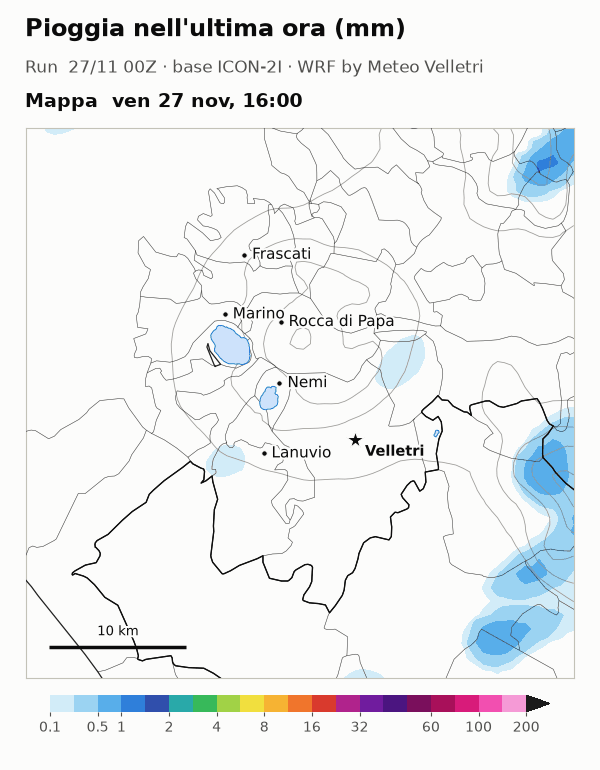 Pioggia nell'ultima ora (mm)
Run  27/11 00Z · base ICON-2I · WRF by Meteo Velletri
Mappa  ven 27 nov, 16:00
Frascati
Marino
Rocca di Papa
Nemi
Velletri
Lanuvio
10 km
0.1 0.5 1 2 4 8 16 32 60 100 200